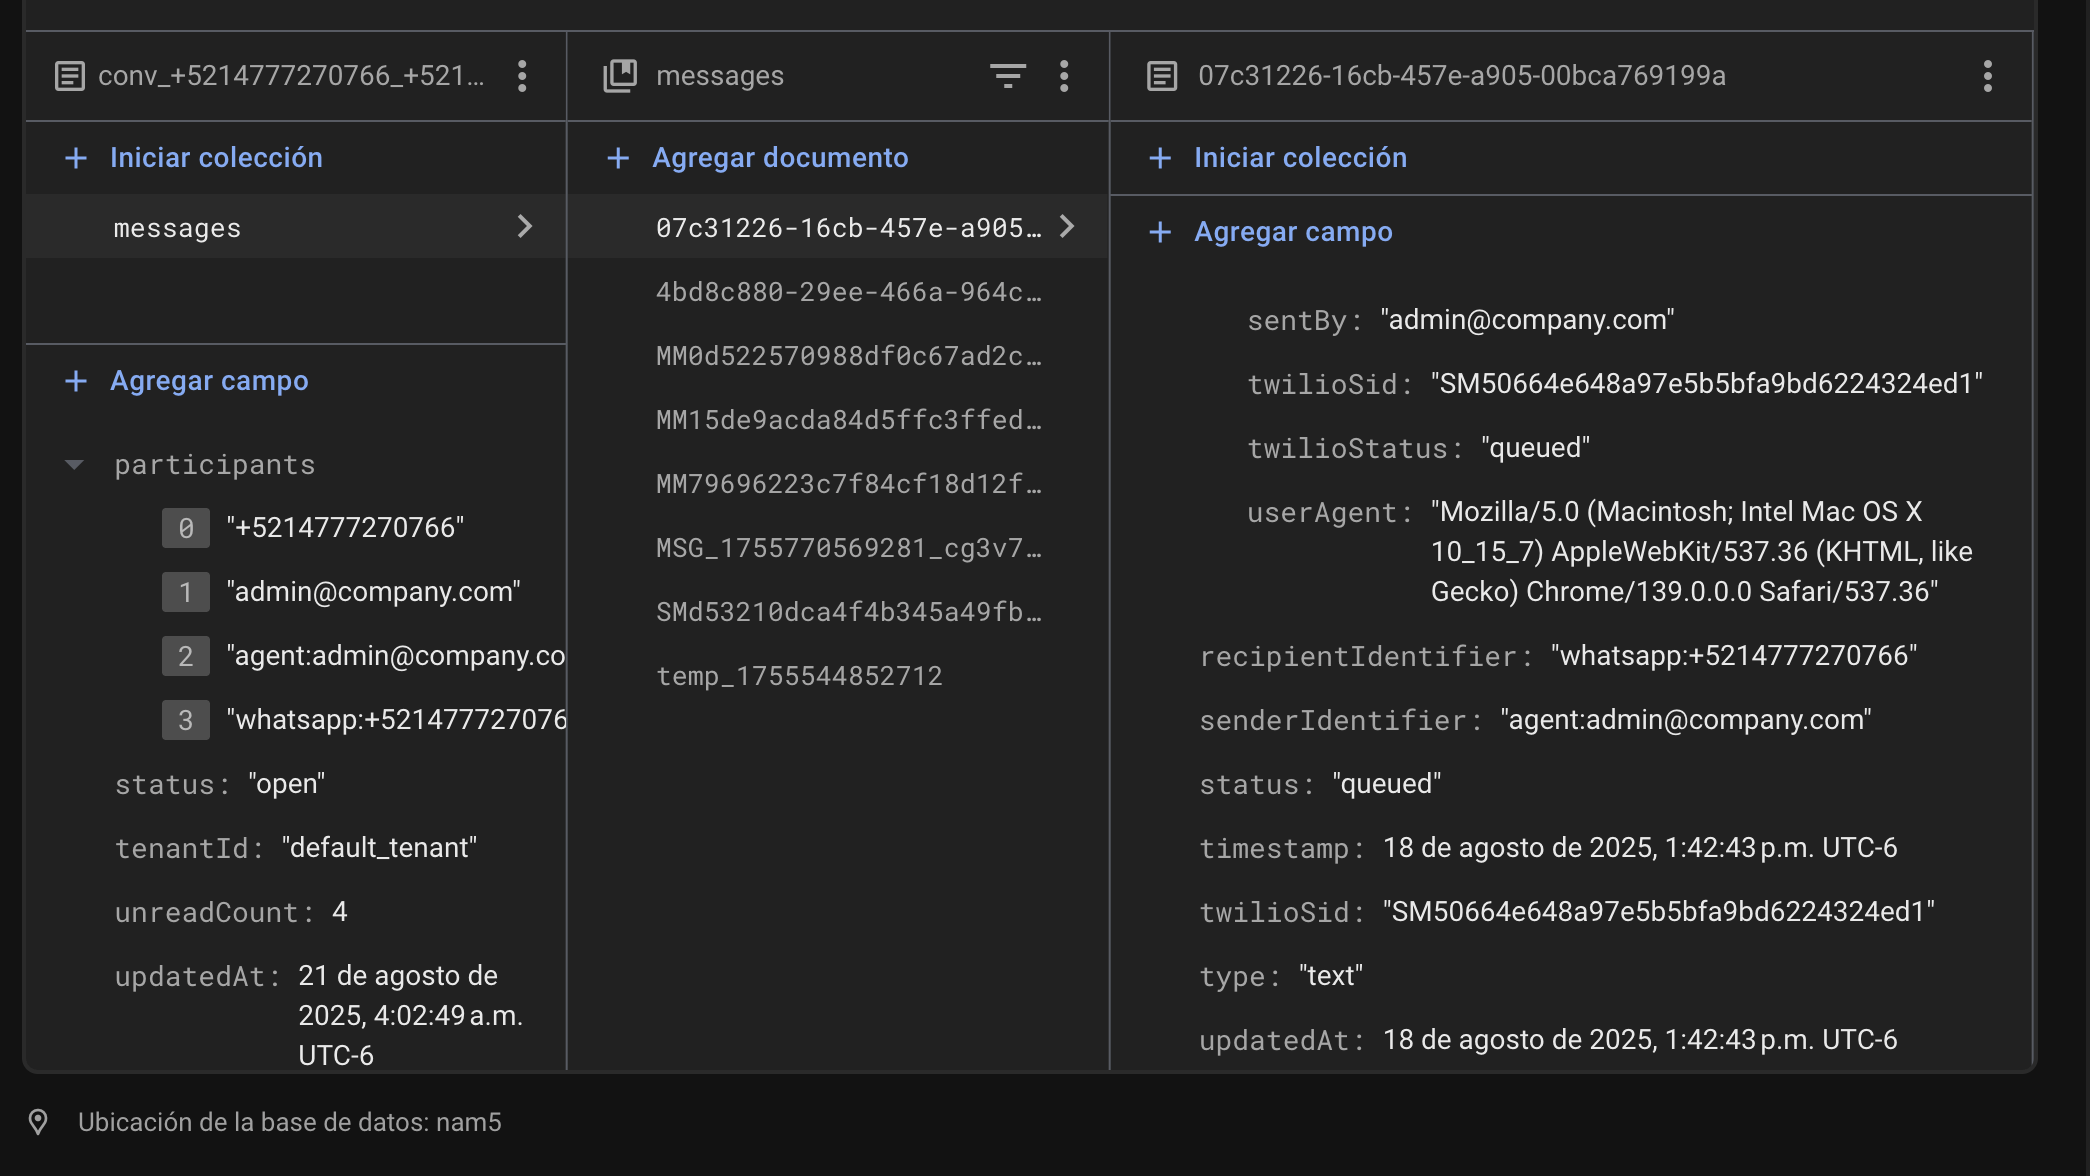 conv_+5214777270766_+521...
Iniciar colección
messages
Agregar campo
participants
0 "+5214777270766"
1 "admin@company.com"
2 "agent:admin@company.co
3 "whatsapp:+521477727076
status: "open"
tenantId: "default_tenant"
unreadCount: 4
updatedAt: 21 de agosto de
2025, 4:02:49 a.m.
UTC-6
messages
Agregar documento
07c31226-16cb-457e-a905…
4bd8c880-29ee-466a-964c…
MM0d522570988df0c67ad2c…
MM15de9acda84d5ffc3ffed…
MM79696223c7f84cf18d12f…
MSG_1755770569281_cg3v7…
SMd53210dca4f4b345a49fb…
temp_1755544852712
07c31226-16cb-457e-a905-00bca769199a
Iniciar colección
Agregar campo
sentBy: "admin@company.com"
twilioSid: "SM50664e648a97e5b5bfa9bd6224324ed1"
twilioStatus: "queued"
userAgent: "Mozilla/5.0 (Macintosh; Intel Mac OS X
10_15_7) AppleWebKit/537.36 (KHTML, like
Gecko) Chrome/139.0.0.0 Safari/537.36"
recipientIdentifier: "whatsapp:+5214777270766"
senderIdentifier: "agent:admin@company.com"
status: "queued"
timestamp: 18 de agosto de 2025, 1:42:43 p.m. UTC-6
twilioSid: "SM50664e648a97e5b5bfa9bd6224324ed1"
type: "text"
updatedAt: 18 de agosto de 2025, 1:42:43 p.m. UTC-6
Ubicación de la base de datos: nam5